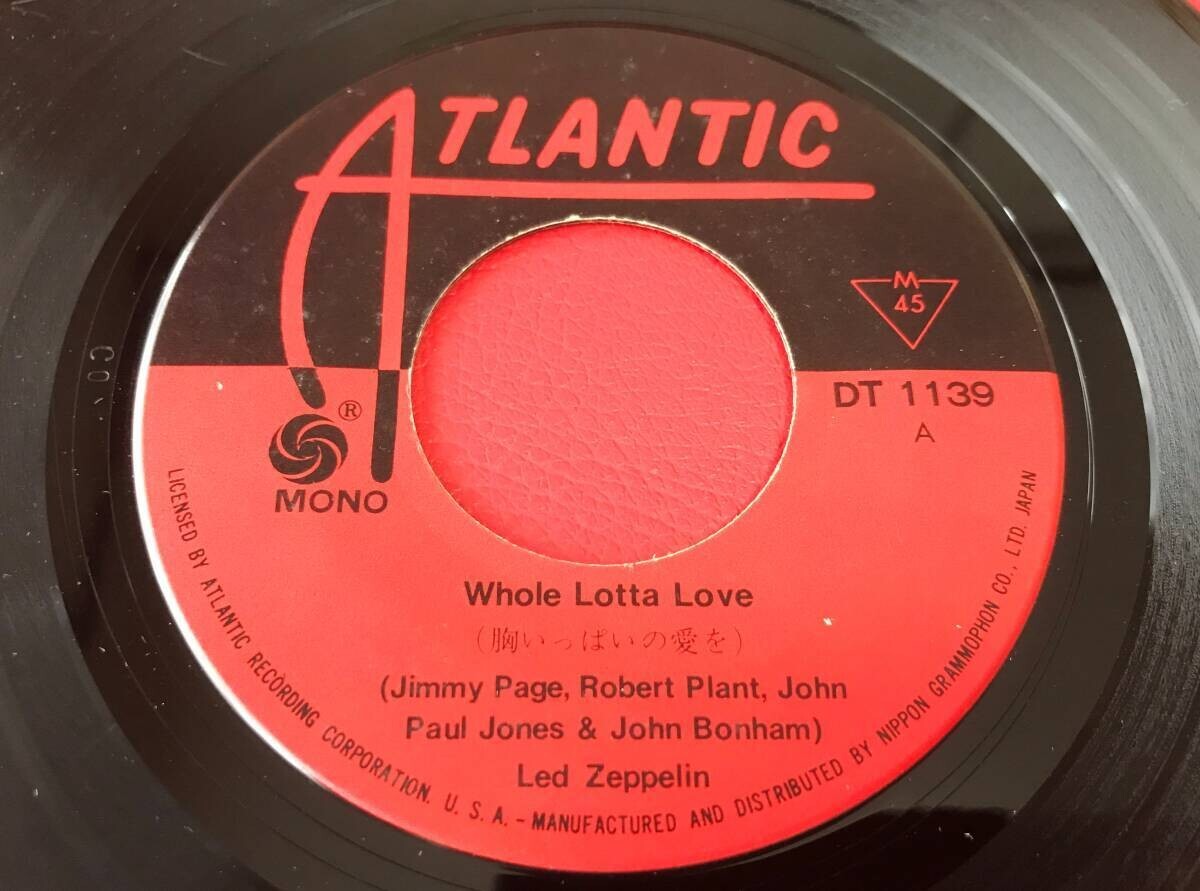 ATLANTIC
M
45
DT 1139
A
®
MONO
Whole Lotta Love
(胸いっぱいの愛を)
(Jimmy Page, Robert Plant, John
Paul Jones & John Bonham)
Led Zeppelin
LICENSED BY ATLANTIC RECORDING CORPORATION. U. S. A. - MANUFACTURED AND DISTRIBUTED BY NIPPON GRAMMOPHON CO., LTD. JAPAN